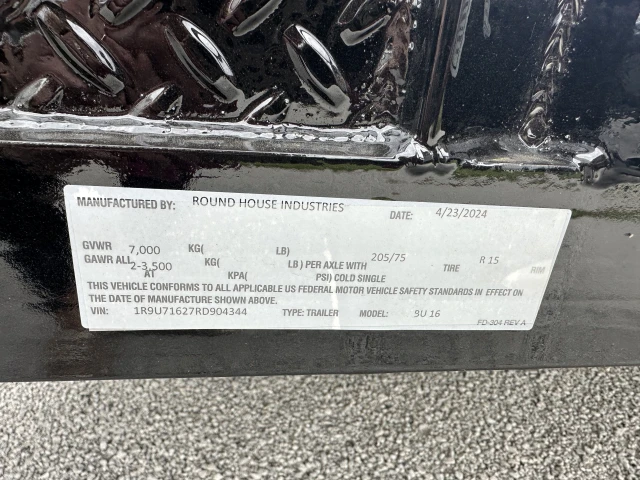 MANUFACTURED BY: ROUND HOUSE INDUSTRIES DATE: 4/23/2024
GVWR 7,000 KG( LB)
GAWR ALL 2-3,500 KG( LB) PER AXLE WITH 205/75 TIRE R 15 RIM
AT KPA( PSI) COLD SINGLE
THIS VEHICLE CONFORMS TO ALL APPLICABLE US FEDERAL MOTOR VEHICLE SAFETY STANDARDS IN EFFECT ON
THE DATE OF MANUFACTURE SHOWN ABOVE.
VIN: 1R9U71627RD904344 TYPE: TRAILER MODEL: 9U 16
FD-304 REV A